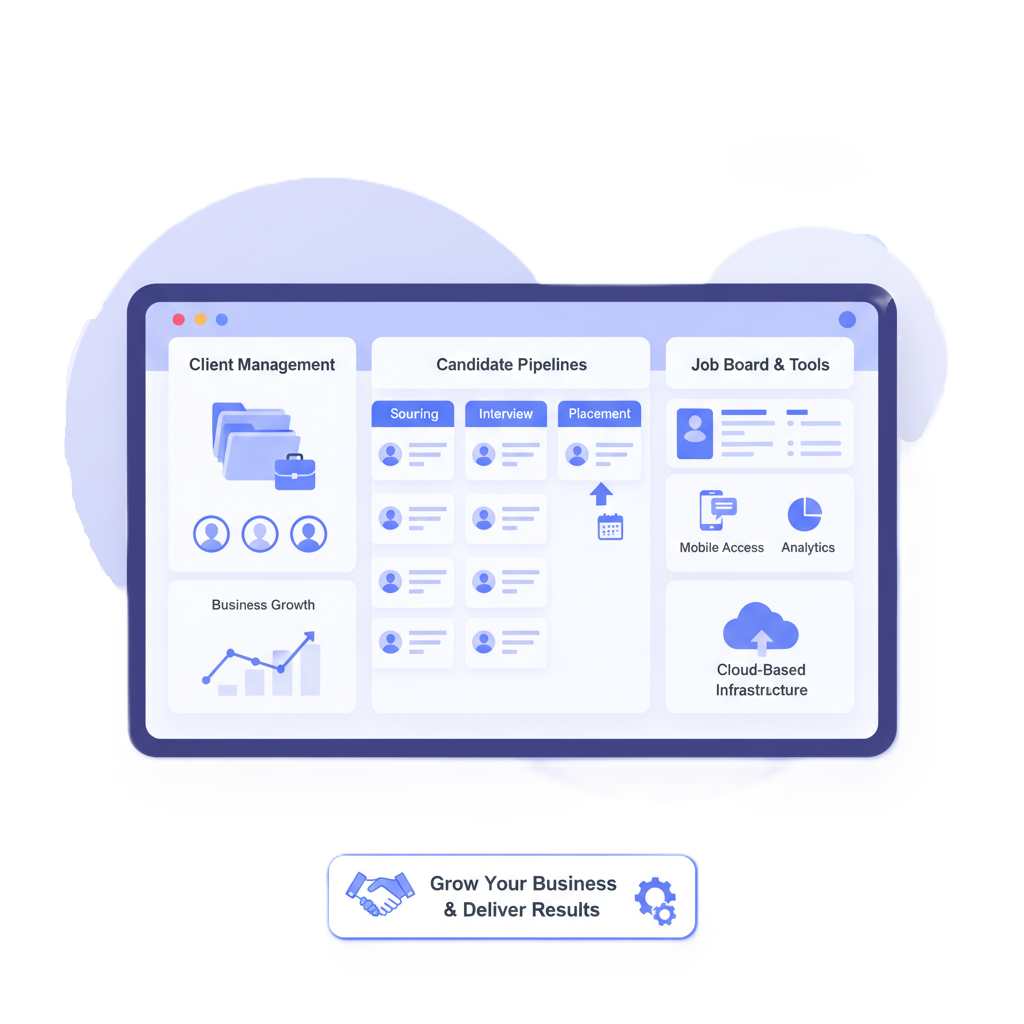 Client Management
Candidate Pipelines
Job Board & Tools
Souring
Interview
Placement
Mobile Access
Analytics
Business Growth
Cloud-Based
Infrastructure
Grow Your Business
& Deliver Results